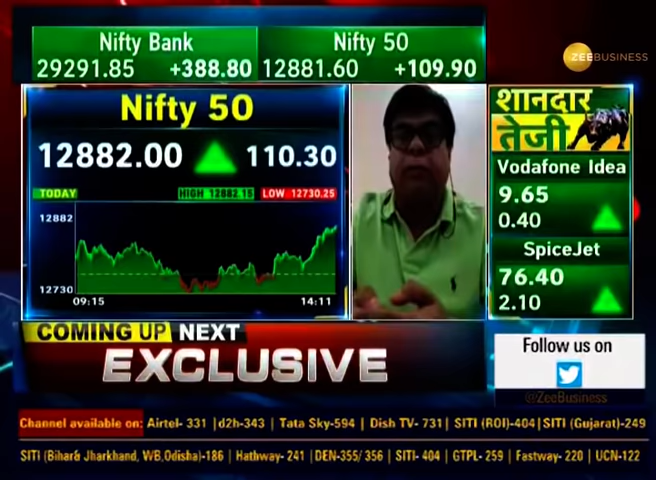 Nifty Bank
29291.85 +388.80
Nifty 50
12881.60 +109.90
ZEEBUSINESS
Nifty 50
12882.00 110.30
TODAY HIGH 12882.15 LOW 12730.25
12882
12730
09:15 14:11
शानदार
तेजी
Vodafone Idea
9.65
0.40
SpiceJet
76.40
2.10
COMING UP NEXT
EXCLUSIVE
Follow us on
@ZeeBusiness
Channel available on: Airtel- 331 | d2h-343 | Tata Sky-594 | Dish TV- 731 | SITI (ROI)-404 | SITI (Gujarat)-249
SITI (Bihar & Jharkhand, WB,Odisha)-186 | Hathway- 241 | DEN-355/ 356 | SITI- 404 | GTPL- 259 | Fastway- 220 | UCN-122